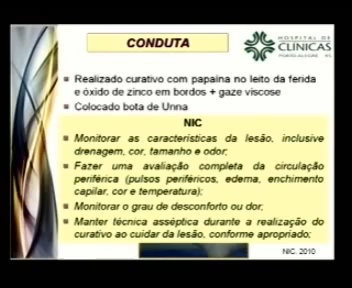 CONDUTA
HOSPITAL DE
CLÍNICAS
PORTO ALEGRE RS
Realizado curativo com papaína no leito da ferida
e óxido de zinco em bordos + gaze viscose
Colocado bota de Unna
NIC
Monitorar as características da lesão, inclusive
drenagem, cor, tamanho e odor;
Fazer uma avaliação completa da circulação
periférica (pulsos periféricos, edema, enchimento
capilar, cor e temperatura);
Monitorar o grau de desconforto ou dor;
Manter técnica asséptica durante a realização do
curativo ao cuidar da lesão, conforme apropriado;
NIC, 2010